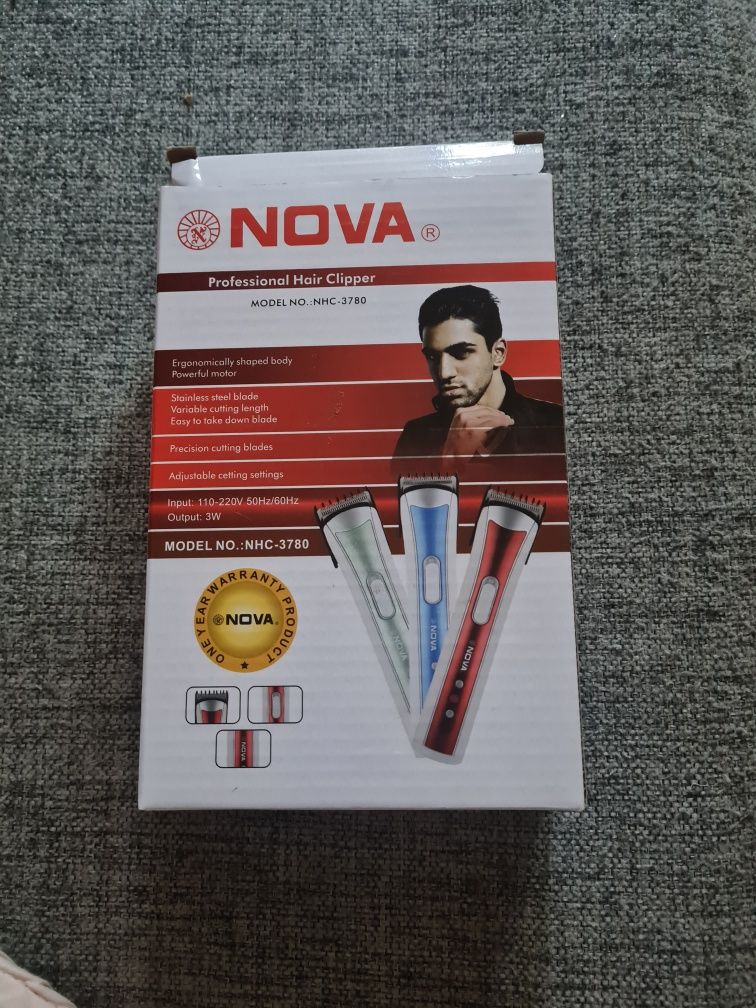 NOVA®
Professional Hair Clipper
MODEL NO.:NHC-3780
Ergonomically shaped body
Powerful motor
Stainless steel blade
Variable cutting length
Easy to take down blade
Precision cutting blades
Adjustable cetting settings
Input: 110-220V 50Hz/60Hz
Output: 3W
MODEL NO.:NHC-3780
ONE YEAR WARRANTY PRODUCT
NOVA®
NOVA
NOVA
NOVA
NOVA